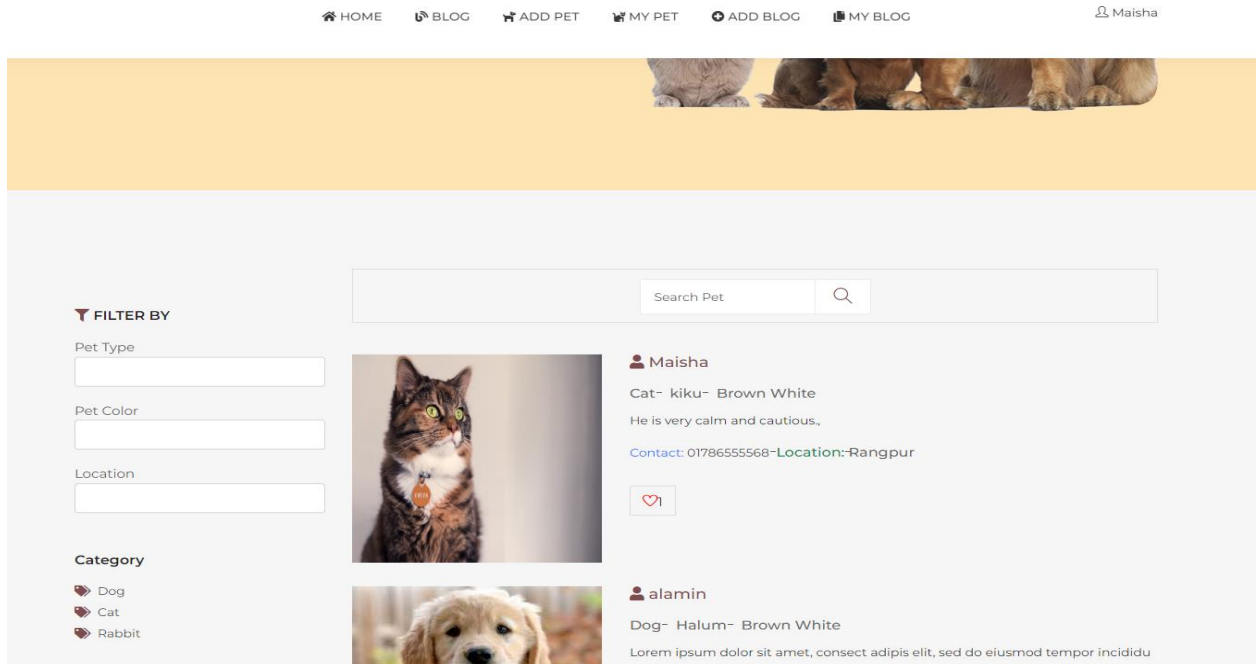 HOME BLOG ADD PET MY PET ADD BLOG MY BLOG Maisha
Search Pet
FILTER BY
Pet Type
Pet Color
Location
Category
Dog
Cat
Rabbit
Maisha
Cat- kiku- Brown White
He is very calm and cautious.,
Contact: 01786555568-Location:-Rangpur
1
alamin
Dog- Halum- Brown White
Lorem ipsum dolor sit amet, consect adipis elit, sed do eiusmod tempor incididu